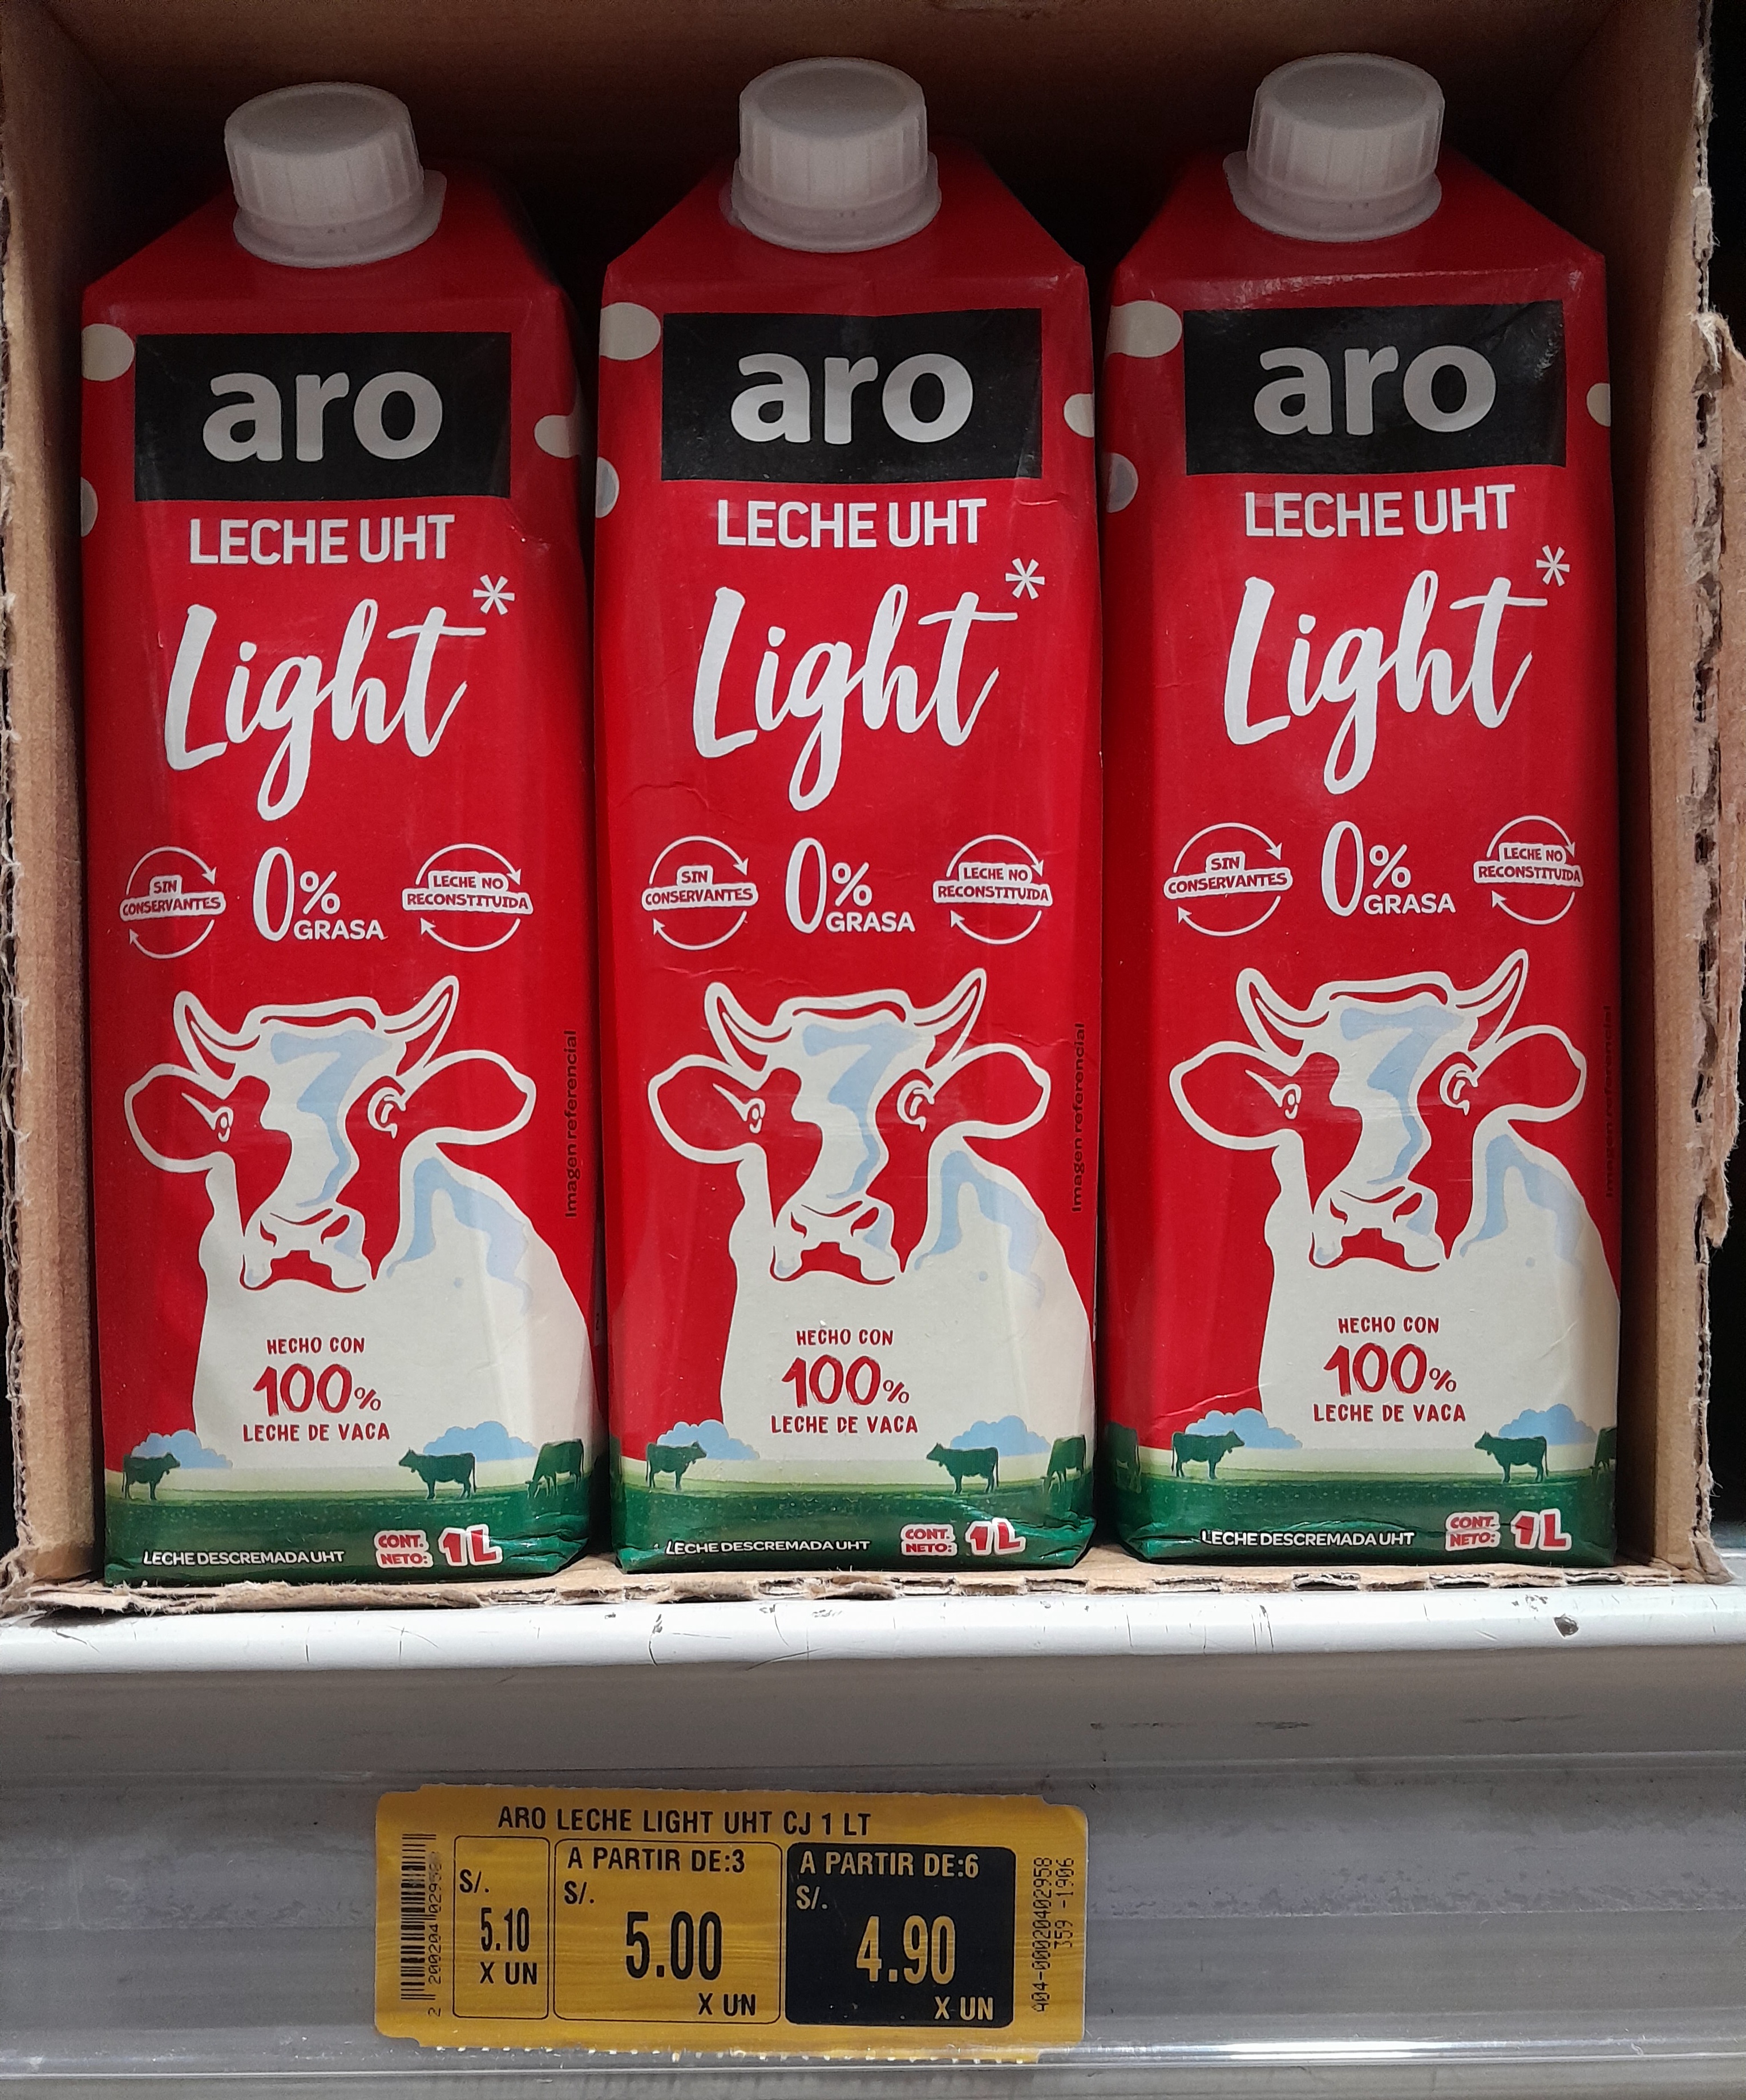 aro
LECHE UHT
Light*
SIN
CONSERVANTES
0%
GRASA
LECHE NO
RECONSTITUIDA
Imagen referencial
HECHO CON
100%
LECHE DE VACA
LECHE DESCREMADA UHT
CONT.
NETO:
1L
aro
LECHE UHT
Light*
SIN
CONSERVANTES
0%
GRASA
LECHE NO
RECONSTITUIDA
Imagen referencial
HECHO CON
100%
LECHE DE VACA
LECHE DESCREMADA UHT
CONT.
NETO:
1L
aro
LECHE UHT
Light*
SIN
CONSERVANTES
0%
GRASA
LECHE NO
RECONSTITUIDA
Imagen referencial
HECHO CON
100%
LECHE DE VACA
LECHE DESCREMADA UHT
CONT.
NETO:
1L
ARO LECHE LIGHT UHT CJ 1 LT
S/.
5.10
X UN
A PARTIR DE:3
S/.
5.00
X UN
A PARTIR DE:6
S/.
4.90
X UN
404-00020402958
359 -1906